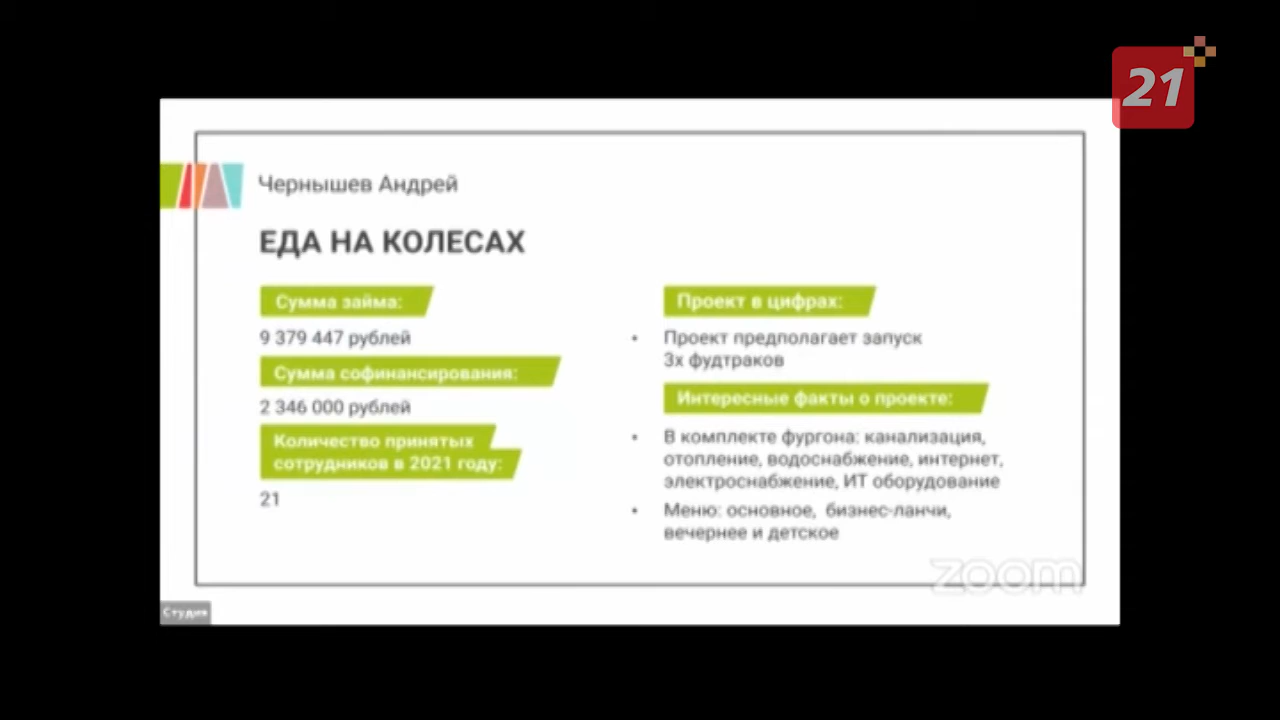 21
Чернышев Андрей
ЕДА НА КОЛЕСАХ
Сумма займа:
9 379 447 рублей
Сумма софинансирования:
2 346 000 рублей
Количество принятых
сотрудников в 2021 году:
21
Проект в цифрах:
• Проект предполагает запуск
3х фудтраков
Интересные факты о проекте:
• В комплекте фургона: канализация,
отопление, водоснабжение, интернет,
электроснабжение, ИТ оборудование
• Меню: основное, бизнес-ланчи,
вечернее и детское
zoom
Студия